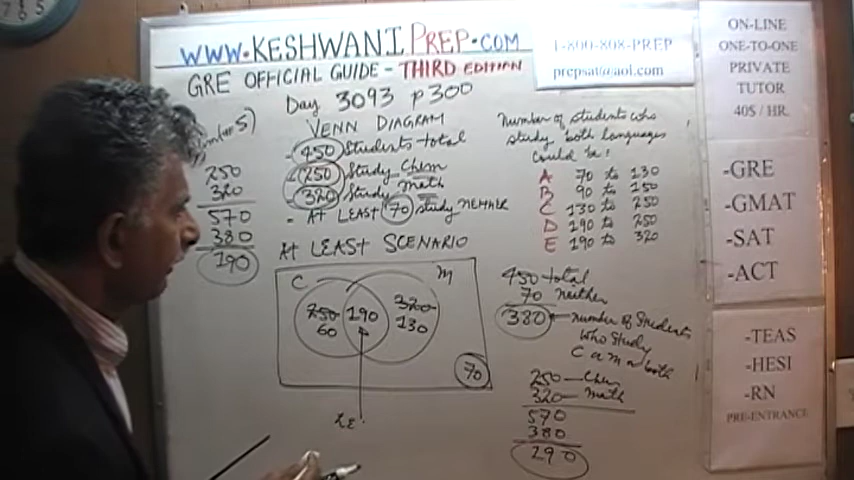 WWW.KESHWANIPREP.COM
GRE OFFICIAL GUIDE - THIRD EDITION
Day 3093 p300
VENN DIAGRAM
- 450 Students total
- 250 Study Chem
- 320 Study math
- AT LEAST 70 study NEITHER
AT LEAST SCENARIO
250
320
570
380
190
C
M
250
60
190
320
130
70
1-800-808-PREP
prepsat@aol.com
Number of students who
study both languages
Could be:
A 70 to 130
B 90 to 150
C 130 to 250
D 190 to 250
E 190 to 320
450 total
70 neither
380 Number of Students
Who Study
C or M or both
250 - Chem
320 - Math
570
380
190
ON-LINE
ONE-TO-ONE
PRIVATE
TUTOR
40$ / HR.
-GRE
-GMAT
-SAT
-ACT
-TEAS
-HESI
-RN
PRE-ENTRANCE